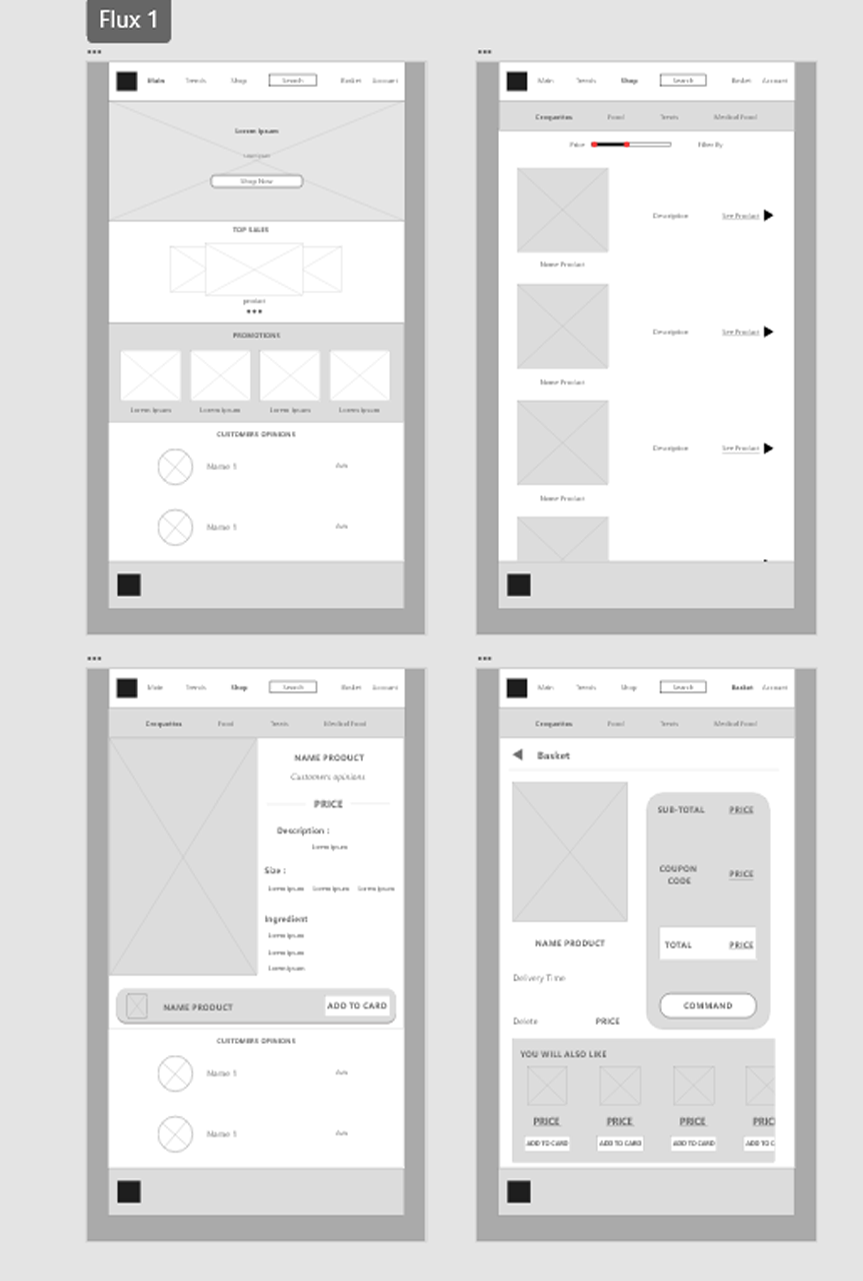 Flux 1
Main Trends Shop Search Basket Account
Lorem Ipsum
Shop Now
TOP SALES
product
PROMOTIONS
Lorem Ipsum Lorem Ipsum Lorem Ipsum Lorem Ipsum
CUSTOMERS OPINIONS
Name 1 Avis
Name 1 Avis
Main Trends Shop Search Basket Account
Croquettes Food Treats Medical Food
Price Filter By
Description See Product
Name Product
Description See Product
Name Product
Description See Product
Name Product
Main Trends Shop Search Basket Account
Croquettes Food Treats Medical Food
NAME PRODUCT
Customers opinions
PRICE
Description :
Lorem Ipsum
Size :
Lorem Ipsum Lorem Ipsum Lorem Ipsum
Ingredient
Lorem Ipsum
Lorem Ipsum
Lorem Ipsum
NAME PRODUCT ADD TO CARD
CUSTOMERS OPINIONS
Name 1 Avis
Name 1 Avis
Main Trends Shop Search Basket Account
Croquettes Food Treats Medical Food
Basket
SUB-TOTAL PRICE
COUPON
CODE PRICE
TOTAL PRICE
COMMAND
NAME PRODUCT
Delivery Time
Delete PRICE
YOU WILL ALSO LIKE
PRICE PRICE PRICE PRIC
ADD TO CARD ADD TO CARD ADD TO CARD ADD TO C